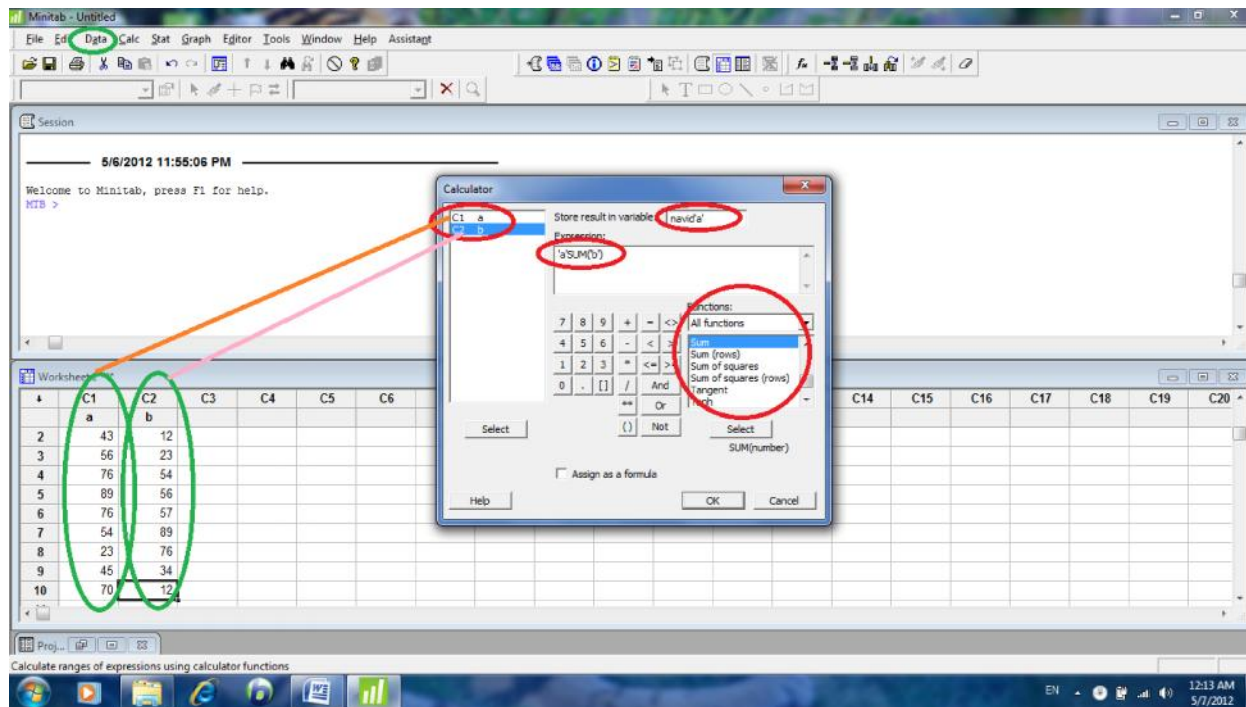 Minitab - Untitled
File Edit Data Calc Stat Graph Editor Tools Window Help Assistant
Session
5/6/2012 11:55:06 PM
Welcome to Minitab, press F1 for help.
MTB >
Calculator
C1 a
C2 b
Store result in variable: navid'a'
Expression:
'a'SUM('b')
Functions:
All functions
7 8 9 + = <>
4 5 6 - < >
1 2 3 * <= >=
0 . [] / And
** Or
() Not
Sum
Sum (rows)
Sum of squares
Sum of squares (rows)
Tangent
Select
Select
SUM(number)
Assign as a formula
Help
OK
Cancel
C1 C2 C3 C4 C5 C6 C14 C15 C16 C17 C18 C19 C20
a b
2 43 12
3 56 23
4 76 54
5 89 56
6 76 57
7 54 89
8 23 76
9 45 34
10 70 12
Proj...
Calculate ranges of expressions using calculator functions
EN
12:13 AM
5/7/2012